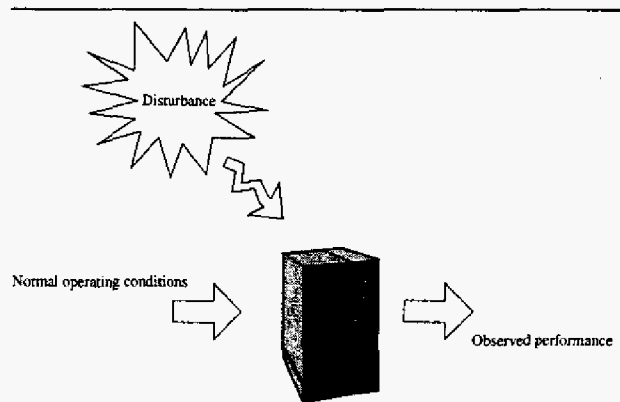 Disturbance
Normal operating conditions
Observed performance